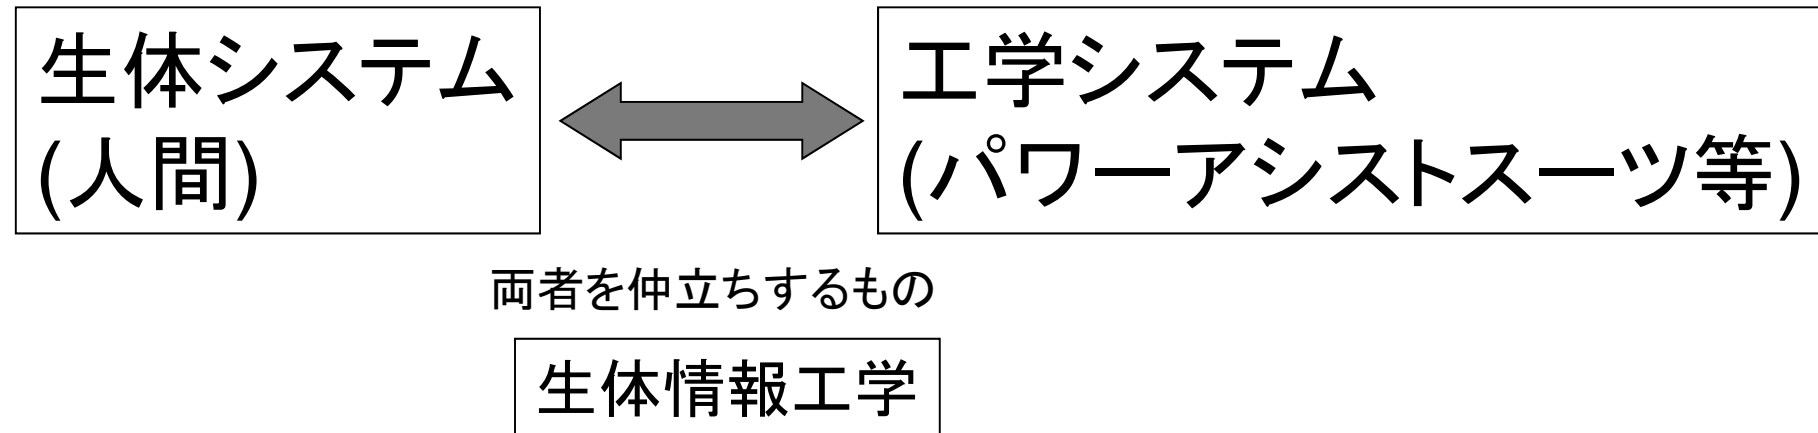 生体システム
(人間)
工学システム
(パワーアシストスーツ等)
両者を仲立ちするもの
生体情報工学